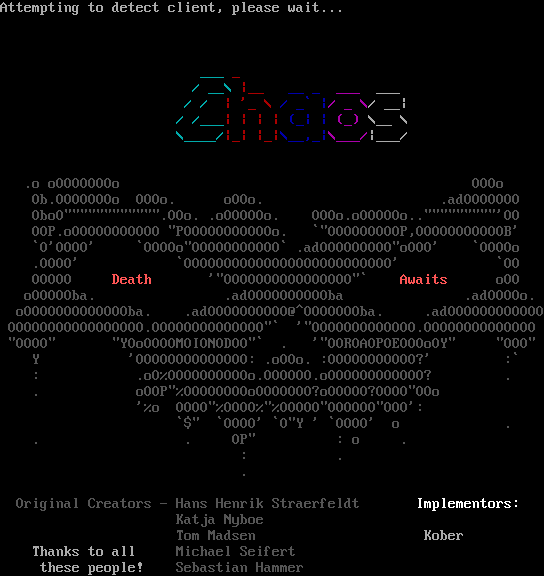 Attempting to detect client, please wait...
Chaos
Death Awaits
Original Creators - Hans Henrik Straerfeldt Implementors:
Katja Nyboe
Tom Madsen Kober
Thanks to all Michael Seifert
these people! Sebastian Hammer